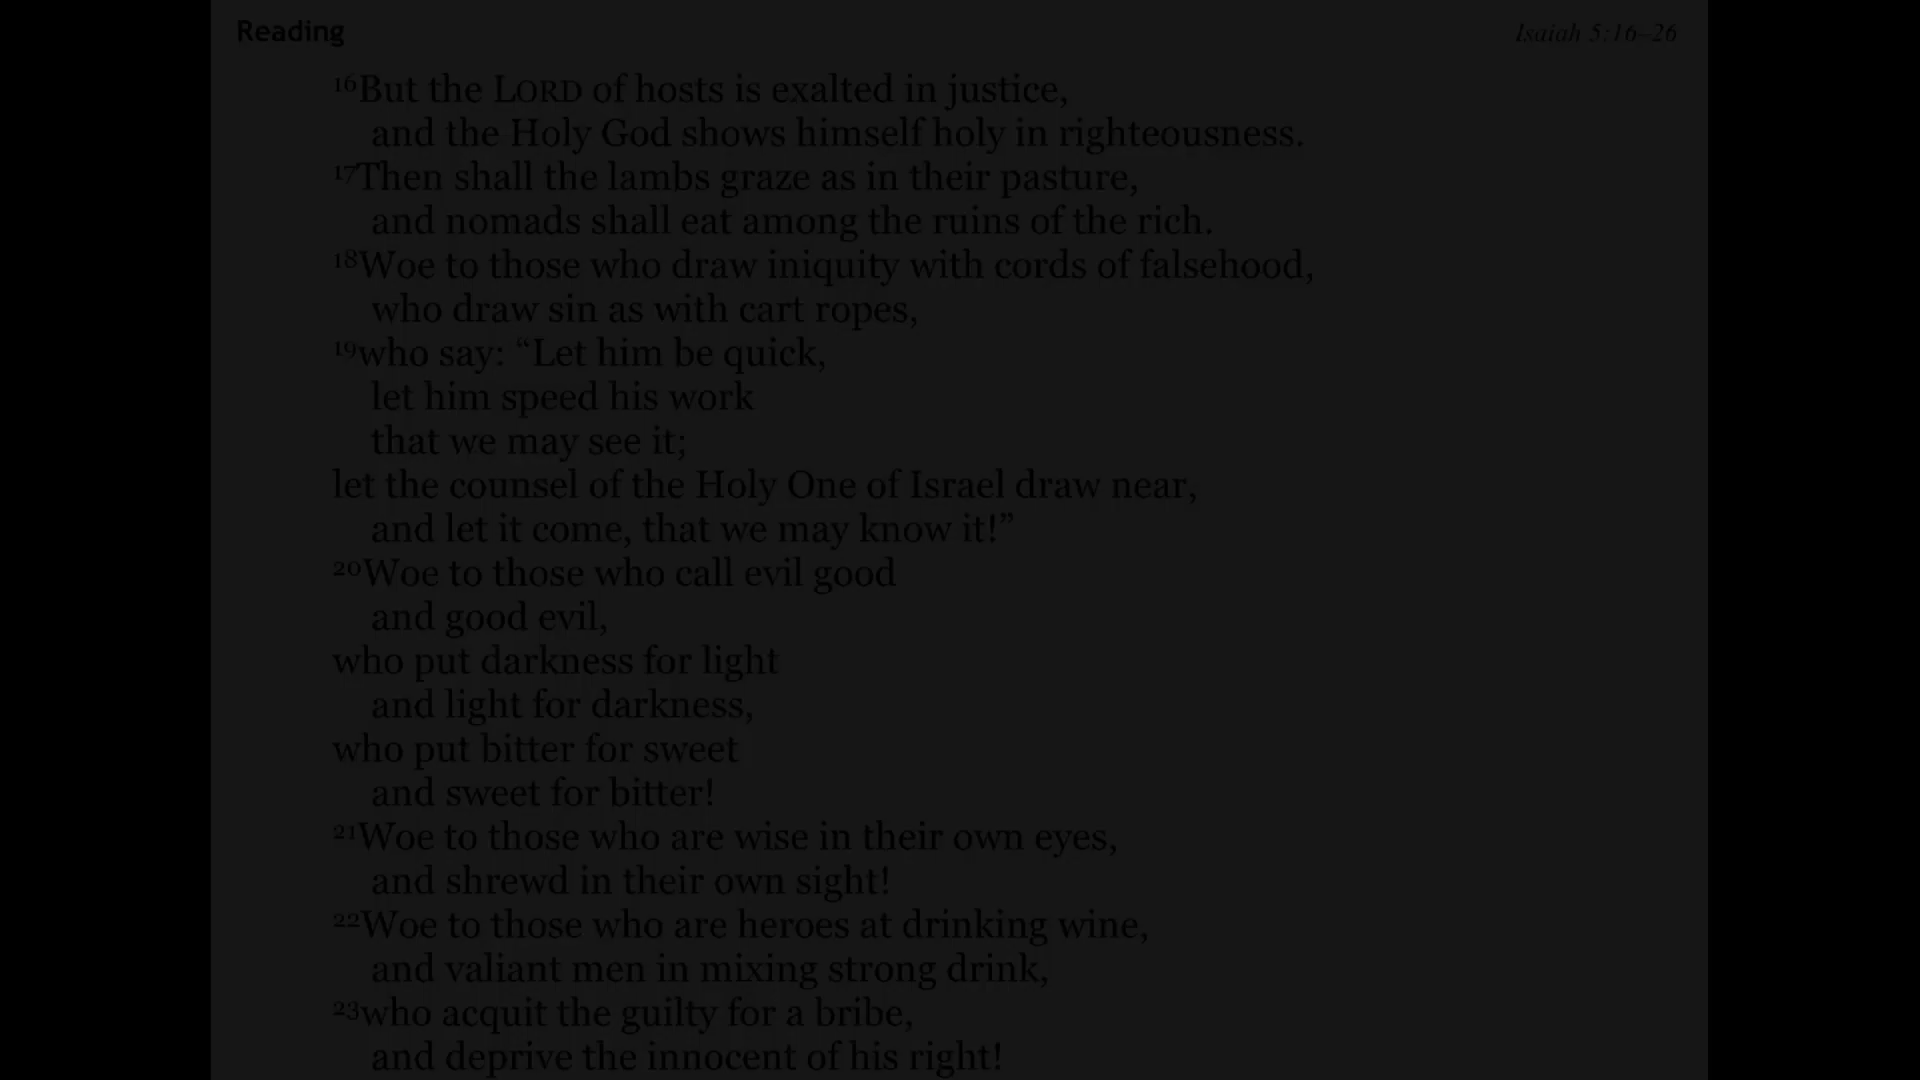 Reading
Isaiah 5:16–26
16But the LORD of hosts is exalted in justice,
and the Holy God shows himself holy in righteousness.
17Then shall the lambs graze as in their pasture,
and nomads shall eat among the ruins of the rich.
18Woe to those who draw iniquity with cords of falsehood,
who draw sin as with cart ropes,
19who say: “Let him be quick,
let him speed his work
that we may see it;
let the counsel of the Holy One of Israel draw near,
and let it come, that we may know it!”
20Woe to those who call evil good
and good evil,
who put darkness for light
and light for darkness,
who put bitter for sweet
and sweet for bitter!
21Woe to those who are wise in their own eyes,
and shrewd in their own sight!
22Woe to those who are heroes at drinking wine,
and valiant men in mixing strong drink,
23who acquit the guilty for a bribe,
and deprive the innocent of his right!